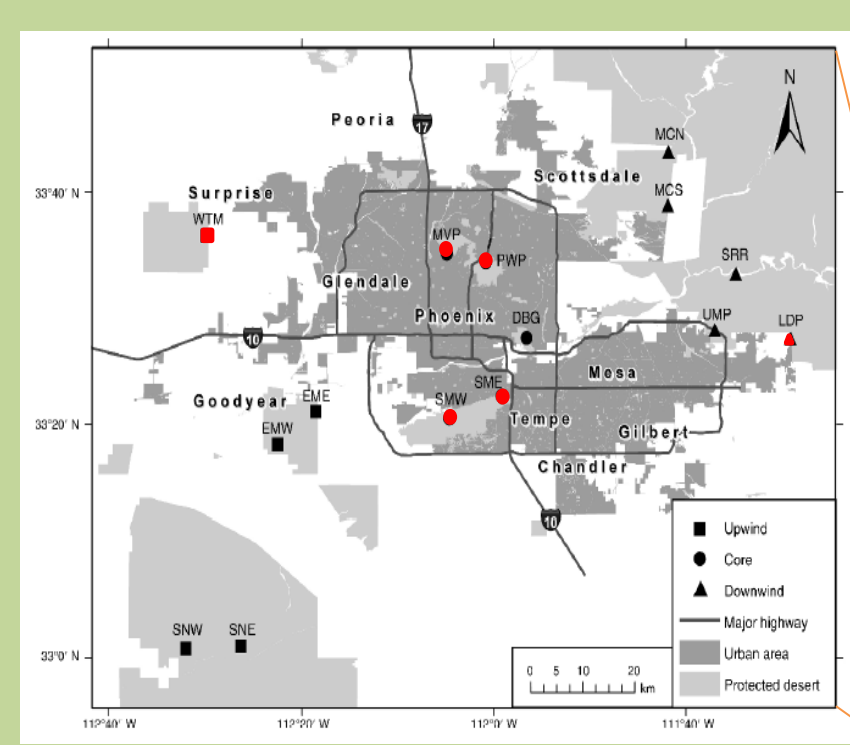 N
Peoria
17
MCN
Scottsdale
33°40' N
Surprise
MCS
WTM
MVP
PWP
SRR
Glendale
Phoenix
DBG
UMP
LDP
10
Mesa
Goodyear
EME
SME
SMW
33°20' N
EMW
Tempe
Gilbert
Chandler
10
Upwind
Core
Downwind
SNW
SNE
Major highway
33°0' N
Urban area
0 5 10 20
km
Protected desert
112°40' W
112°20' W
112°0' W
111°40' W